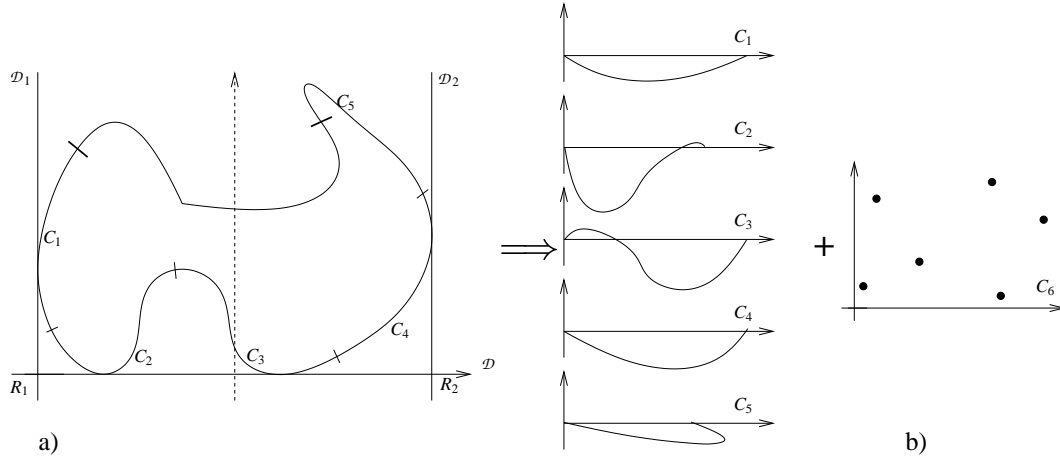 𝒟₁
𝒟₂
C₅
C₁
C₂
C₃
C₄
𝒟
R₁
R₂
a)
⇒
C₁
C₂
C₃
C₄
C₅
+
C₆
b)